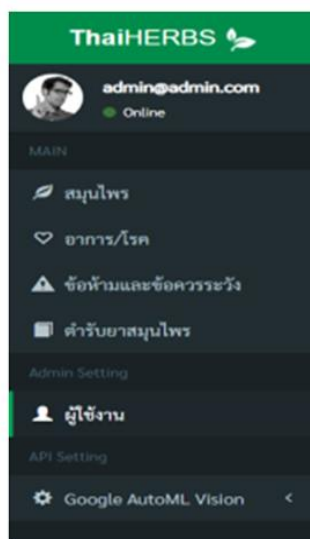 ThaiHERBS
admin@admin.com
Online
MAIN
สมุนไพร
อาการ/โรค
ข้อห้ามและข้อควรระวัง
ตำรับยาสมุนไพร
Admin Setting
ผู้ใช้งาน
API Setting
Google AutoML Vision <